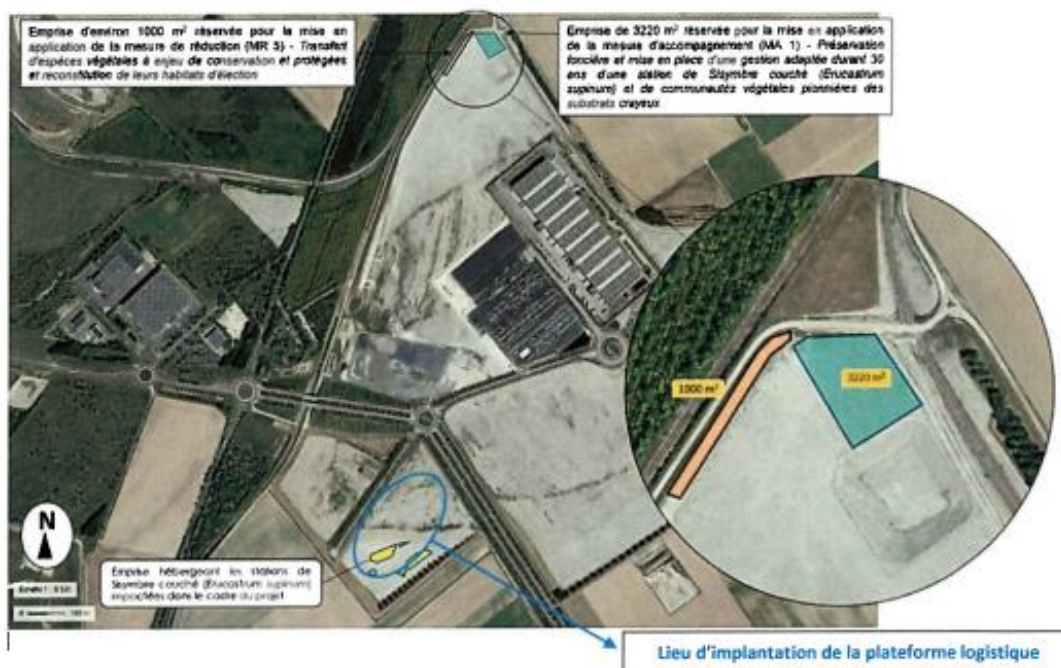 Emprise d'environ 1000 m² réservée pour la mise en
application de la mesure de réduction (MR 5) - Transfert
d'espèces végétales à enjeu de conservation et protégées
et reconstitution de leurs habitats d'élection
Emprise de 3220 m² réservée pour la mise en application
de la mesure d'accompagnement (MA 1) - Préservation
foncière et mise en place d'une gestion adaptée durant 30
ans d'une station de Sisymbre couché (Erucastrum
supinum) et de communautés végétales pionnières des
substrats crayeux
1000 m²
3220 m²
N
Emprise hébergeant les stations de
Sisymbre couché (Erucastrum supinum)
impactées dans le cadre du projet
Lieu d'implantation de la plateforme logistique